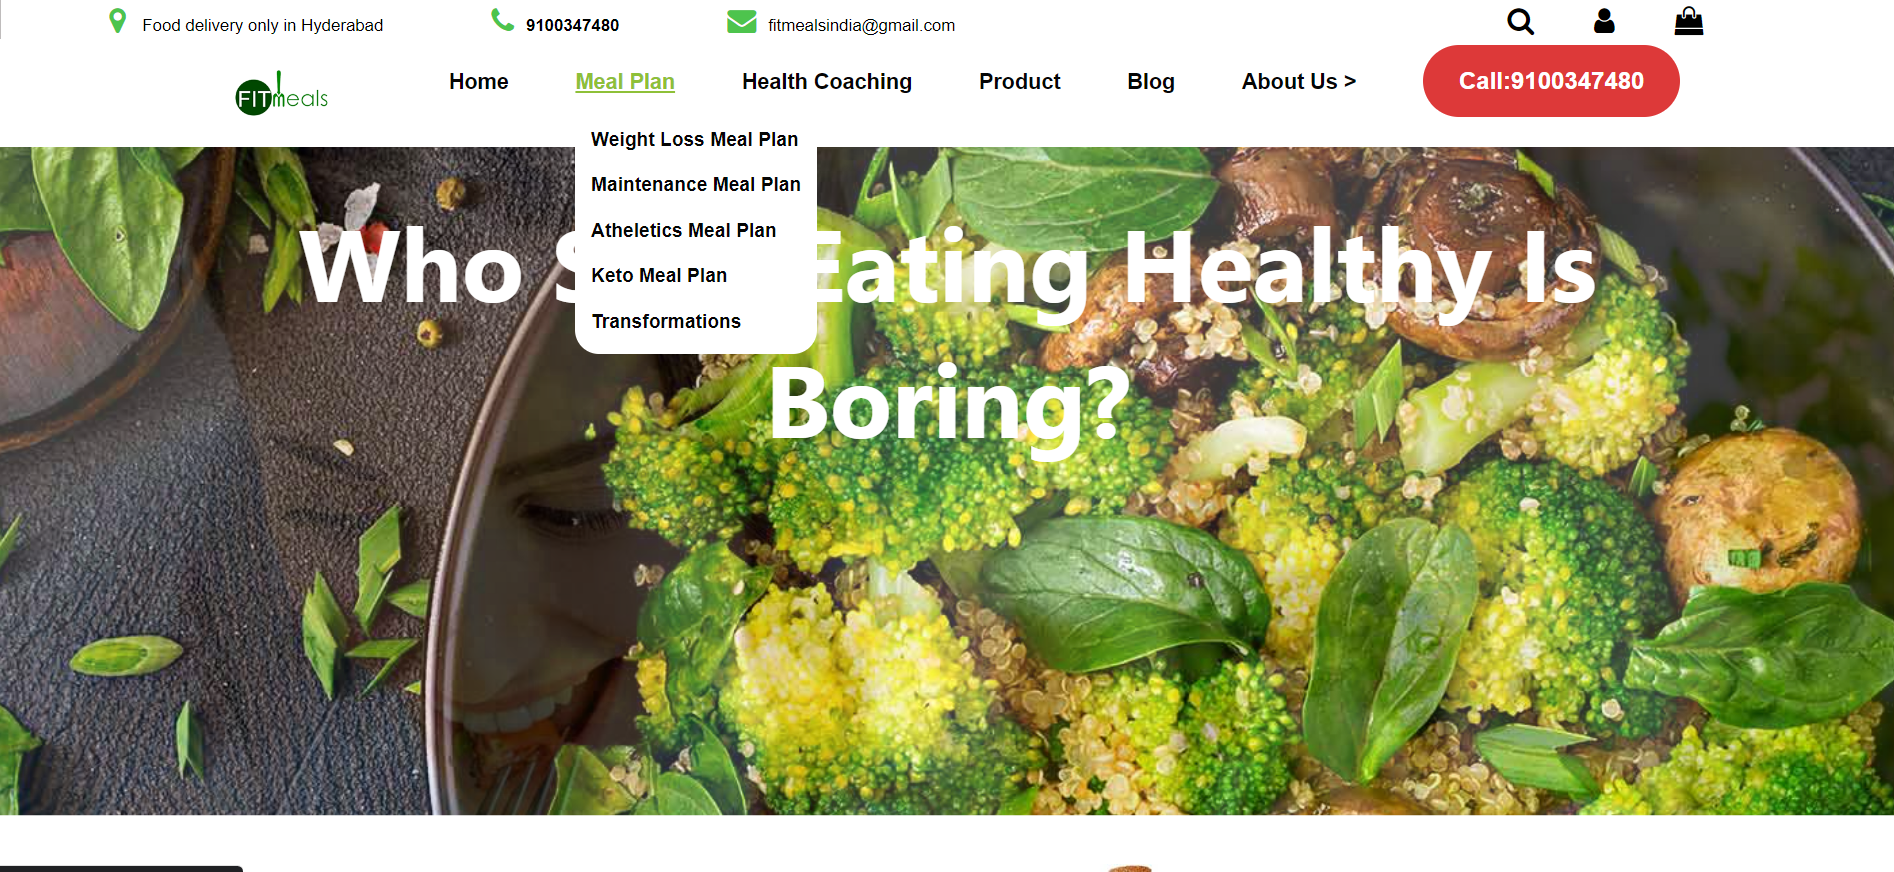 Food delivery only in Hyderabad
9100347480
fitmealsindia@gmail.com
FITmeals
Home
Meal Plan
Health Coaching
Product
Blog
About Us >
Call:9100347480
Weight Loss Meal Plan
Maintenance Meal Plan
Atheletics Meal Plan
Keto Meal Plan
Transformations
Who Eating Healthy Is
Boring?